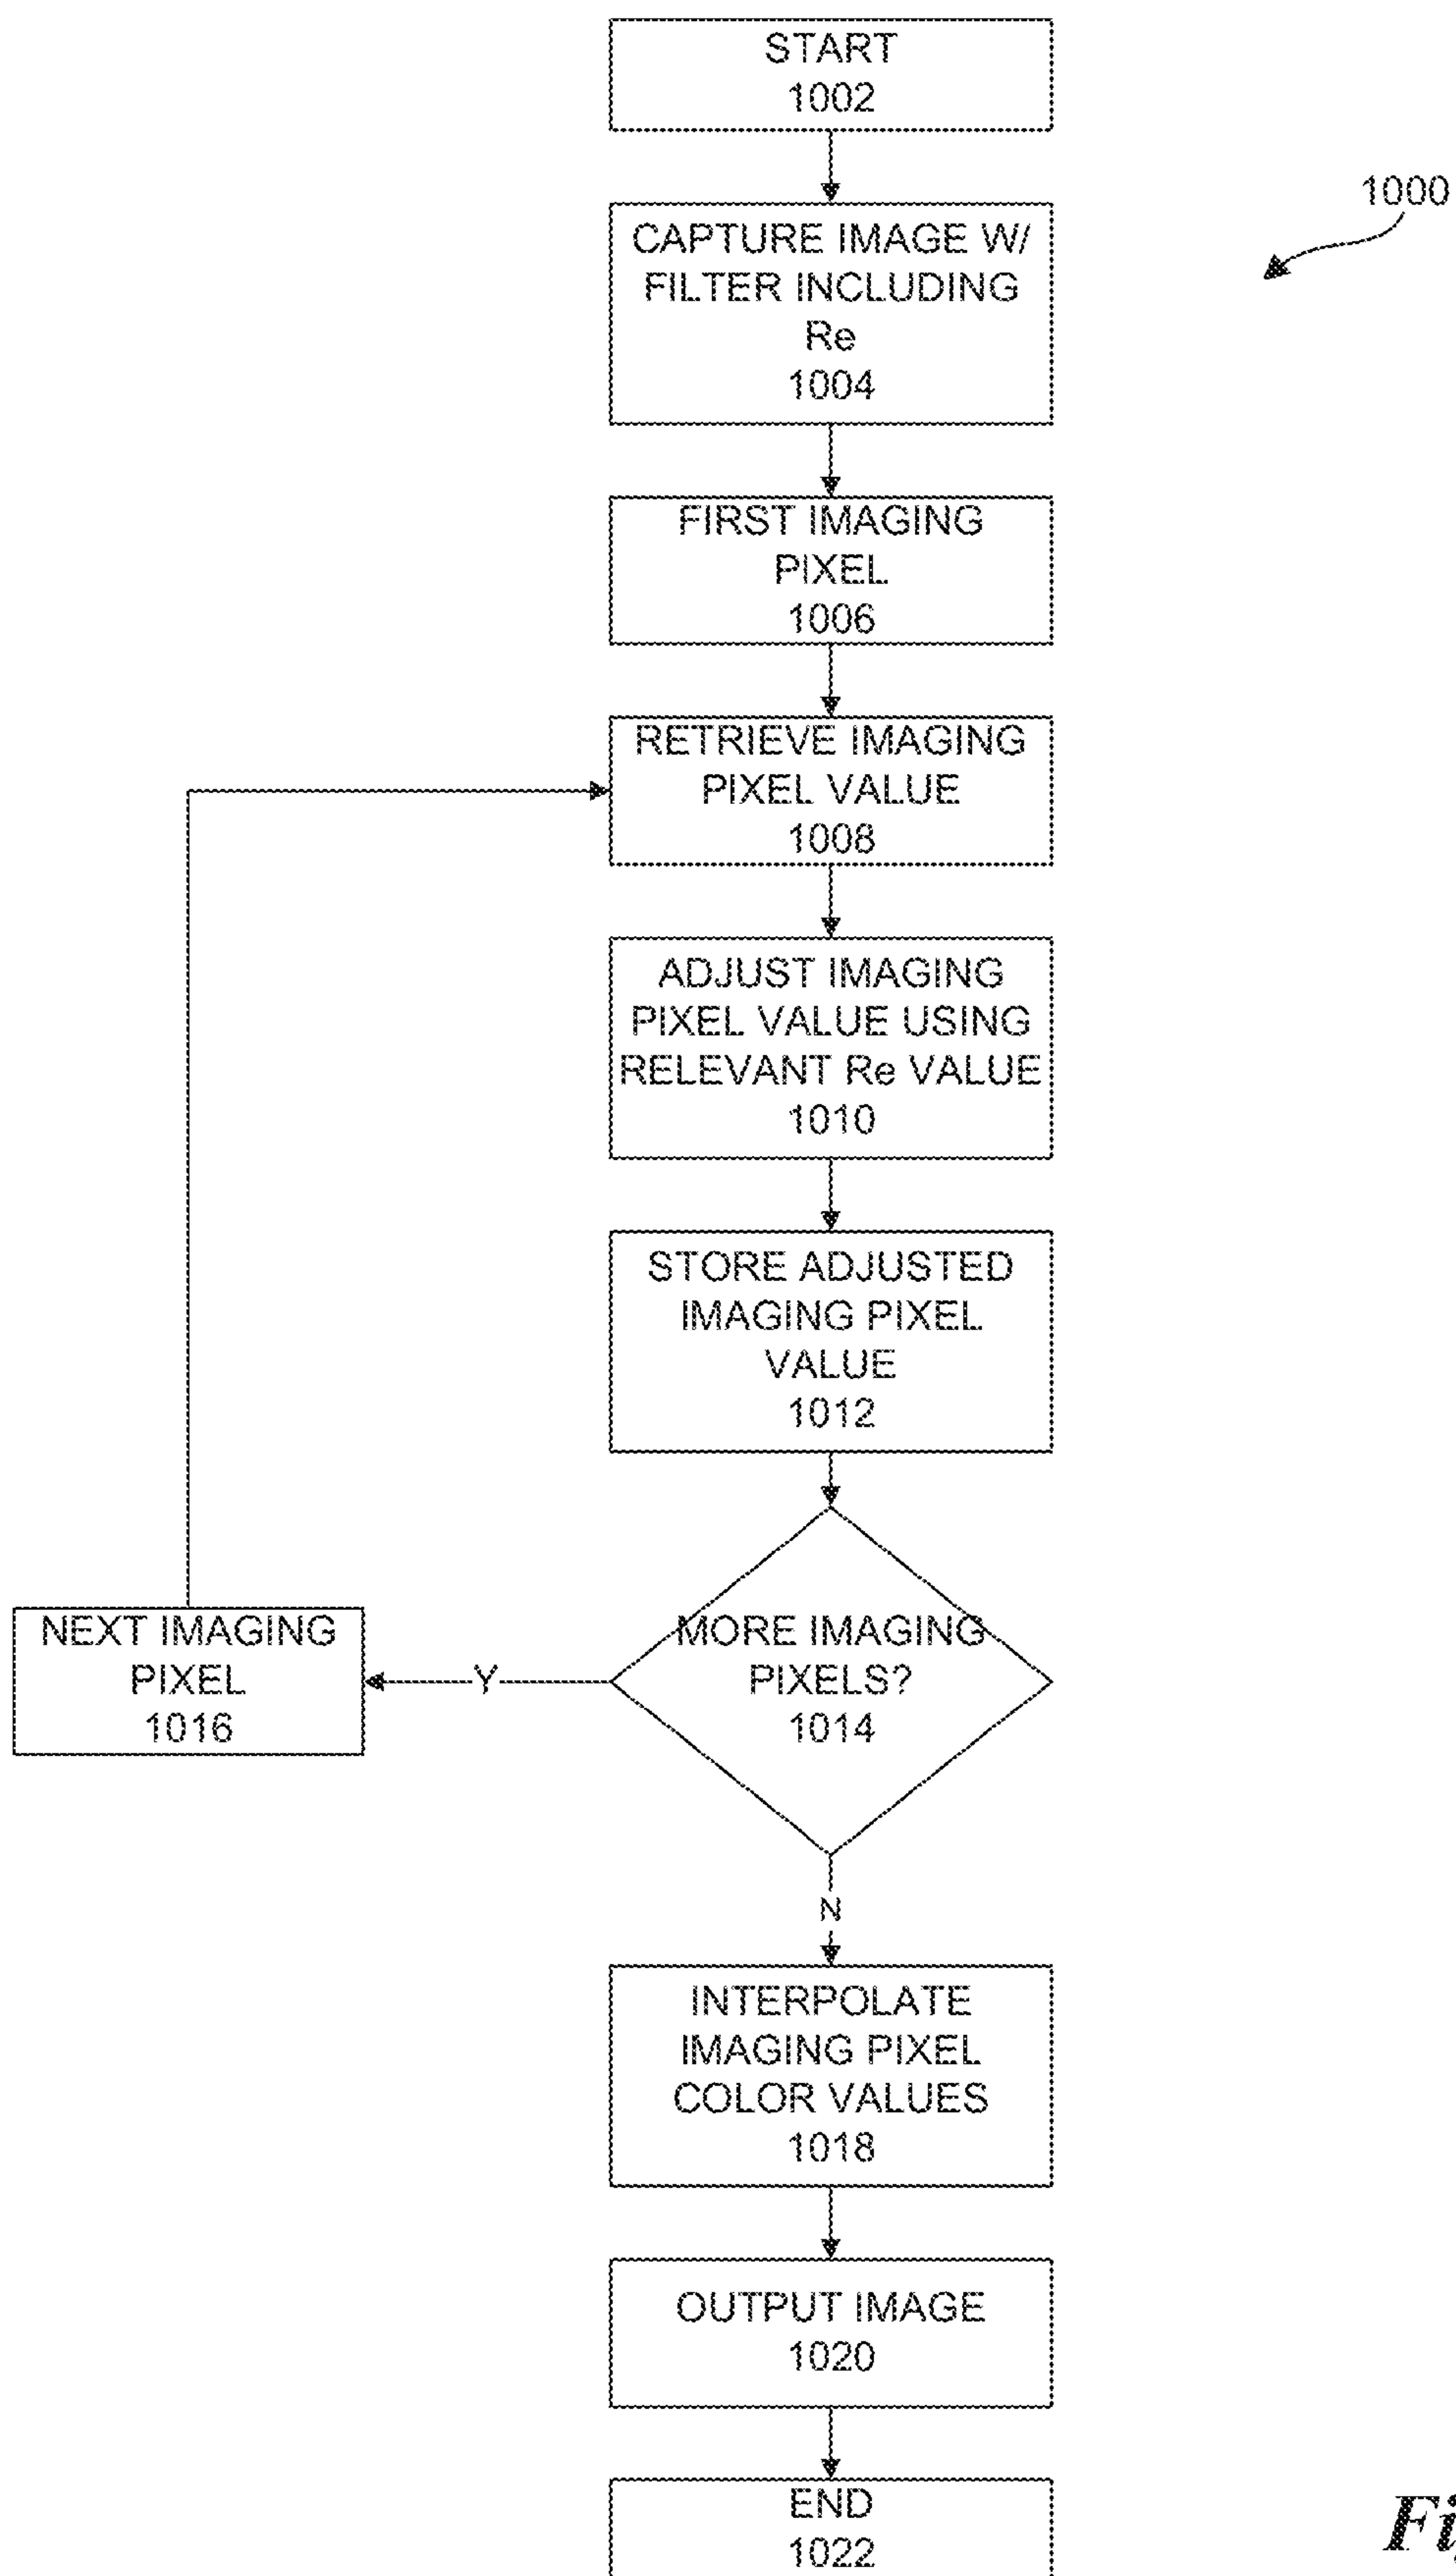 START
1002
1000
CAPTURE IMAGE W/
FILTER INCLUDING
Re
1004
FIRST IMAGING
PIXEL
1006
RETRIEVE IMAGING
PIXEL VALUE
1008
ADJUST IMAGING
PIXEL VALUE USING
RELEVANT Re VALUE
1010
STORE ADJUSTED
IMAGING PIXEL
VALUE
1012
MORE IMAGING
PIXELS?
1014
Y
NEXT IMAGING
PIXEL
1016
N
INTERPOLATE
IMAGING PIXEL
COLOR VALUES
1018
OUTPUT IMAGE
1020
END
1022